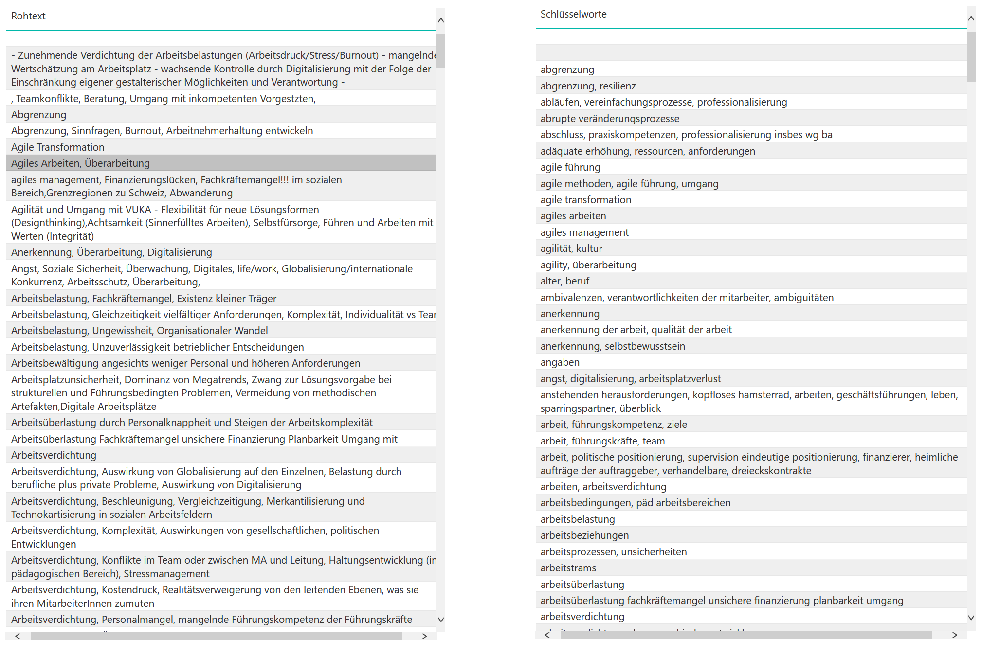 Rohtext
- Zunehmende Verdichtung der Arbeitsbelastungen (Arbeitsdruck/Stress/Burnout) - mangelnde
Wertschätzung am Arbeitsplatz - wachsende Kontrolle durch Digitalisierung mit der Folge der
Einschränkung eigener gestalterischer Möglichkeiten und Verantwortung -
, Teamkonflikte, Beratung, Umgang mit inkompetenten Vorgestzten,
Abgrenzung
Abgrenzung, Sinnfragen, Burnout, Arbeitnehmerhaltung entwickeln
Agile Transformation
Agiles Arbeiten, Überarbeitung
agiles management, Finanzierungslücken, Fachkräftemangel!!! im sozialen
Bereich,Grenzregionen zu Schweiz, Abwanderung
Agilität und Umgang mit VUKA - Flexibilität für neue Lösungsformen
(Designthinking),Achtsamkeit (Sinnerfülltes Arbeiten), Selbstfürsorge, Führen und Arbeiten mit
Werten (Integrität)
Anerkennung, Überarbeitung, Digitalisierung
Angst, Soziale Sicherheit, Überwachung, Digitales, life/work, Globalisierung/internationale
Konkurrenz, Arbeitsschutz, Überarbeitung,
Arbeitsbelastung, Fachkräftemangel, Existenz kleiner Träger
Arbeitsbelastung, Gleichzeitigkeit vielfältiger Anforderungen, Komplexität, Individualität vs
Arbeitsbelastung, Ungewissheit, Organisationaler Wandel
Arbeitsbelastung, Unzuverlässigkeit betrieblicher Entscheidungen
Arbeitsbewältigung angesichts weniger Personal und höheren Anforderungen
Arbeitsplatzunsicherheit, Dominanz von Megatrends, Zwang zur Lösungsvorgabe bei
strukturellen und Führungsbedingten Problemen, Vermeidung von methodischen
Artefakten,Digitale Arbeitsplätze
Arbeitsüberlastung durch Personalknappheit und Steigen der Arbeitskomplexität
Arbeitsüberlastung Fachkräftemangel unsichere Finanzierung Planbarkeit Umgang mit
Arbeitsverdichtung
Arbeitsverdichtung, Auswirkung von Globalisierung auf den Einzelnen, Belastung durch
berufliche plus private Probleme, Auswirkung von Digitalisierung
Arbeitsverdichtung, Beschleunigung, Vergleichzeitigung, Merkantilisierung und
Technokartisierung in sozialen Arbeitsfeldern
Arbeitsverdichtung, Komplexität, Auswirkungen von gesellschaftlichen, politischen
Entwicklungen
Arbeitsverdichtung, Konflikte im Team oder zwischen MA und Leitung, Haltungsentwicklung (im
pädagogischen Bereich), Stressmanagement
Arbeitsverdichtung, Kostendruck, Realitätsverweigerung von den leitenden Ebenen, was sie
ihren MitarbeiterInnen zumuten
Arbeitsverdichtung, Personalmangel, mangelnde Führungskompetenz der Führungskräfte
Schlüsselworte
abgrenzung
abgrenzung, resilienz
abläufen, vereinfachungsprozesse, professionalisierung
abrupte veränderungsprozesse
abschluss, praxiskompetenzen, professionalisierung insbes wg ba
adäquate erhöhung, ressourcen, anforderungen
agile führung
agile methoden, agile führung, umgang
agile transformation
agiles arbeiten
agiles management
agilität, kultur
agility, überarbeitung
alter, beruf
ambivalenzen, verantwortlichkeiten der mitarbeiter, ambiguitäten
anerkennung
anerkennung der arbeit, qualität der arbeit
anerkennung, selbstbewusstsein
angaben
angst, digitalisierung, arbeitsplatzverlust
anstehenden herausforderungen, kopfloses hamsterrad, arbeiten, geschäftsführungen, leben,
sparringspartner, überblick
arbeit, führungskompetenz, ziele
arbeit, führungskräfte, team
arbeit, politische positionierung, supervision eindeutige positionierung, finanzierer, heimliche
aufträge der auftraggeber, verhandelbare, dreieckskontrakte
arbeiten, arbeitsverdichtung
arbeitsbedingungen, päd arbeitsbereichen
arbeitsbelastung
arbeitsbeziehungen
arbeitsprozessen, unsicherheiten
arbeitstrams
arbeitsüberlastung
arbeitsüberlastung fachkräftemangel unsichere finanzierung planbarkeit umgang
arbeitsverdichtung